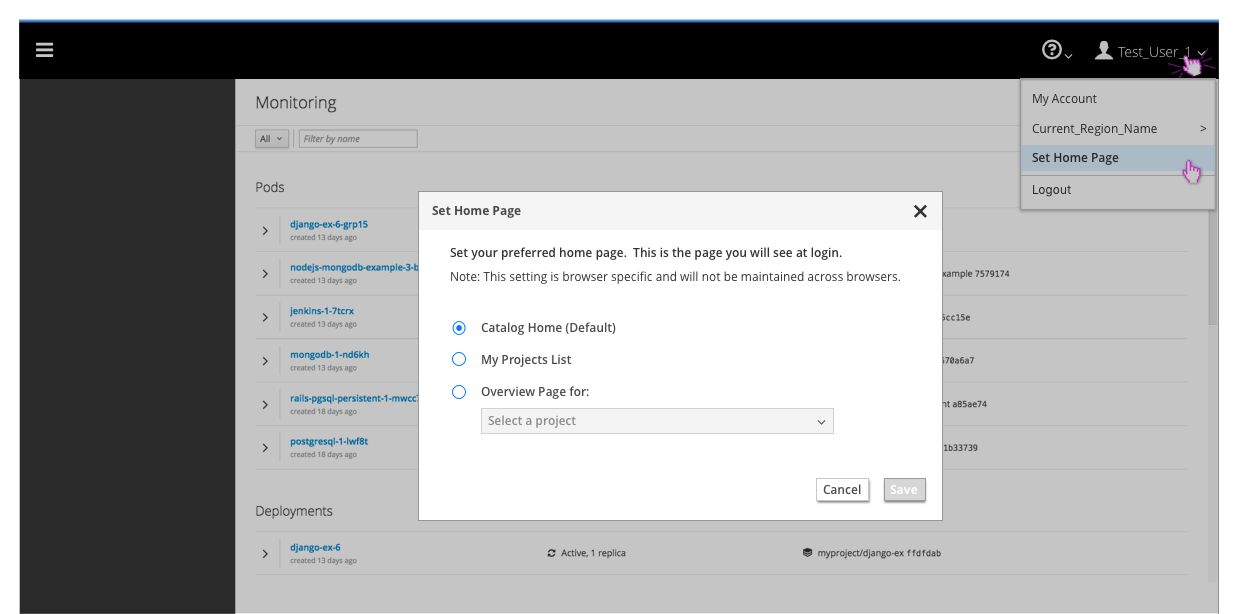 Test_User_1
My Account
Current_Region_Name >
Set Home Page
Logout
Monitoring
All
Filter by name
Pods
django-ex-6-grp15
created 13 days ago
nodejs-mongodb-example-3-b
created 13 days ago
xample 7579174
jenkins-1-7tcrx
created 13 days ago
5cc15e
mongodb-1-nd6kh
created 13 days ago
570a6a7
rails-pgsql-persistent-1-mwcc
created 18 days ago
nt a85ae74
postgresql-1-lwf8t
created 18 days ago
1b33739
Set Home Page
Set your preferred home page. This is the page you will see at login.
Note: This setting is browser specific and will not be maintained across browsers.
Catalog Home (Default)
My Projects List
Overview Page for:
Select a project
Cancel
Save
Deployments
django-ex-6
created 13 days ago
Active, 1 replica
myproject/django-ex ffdfdab